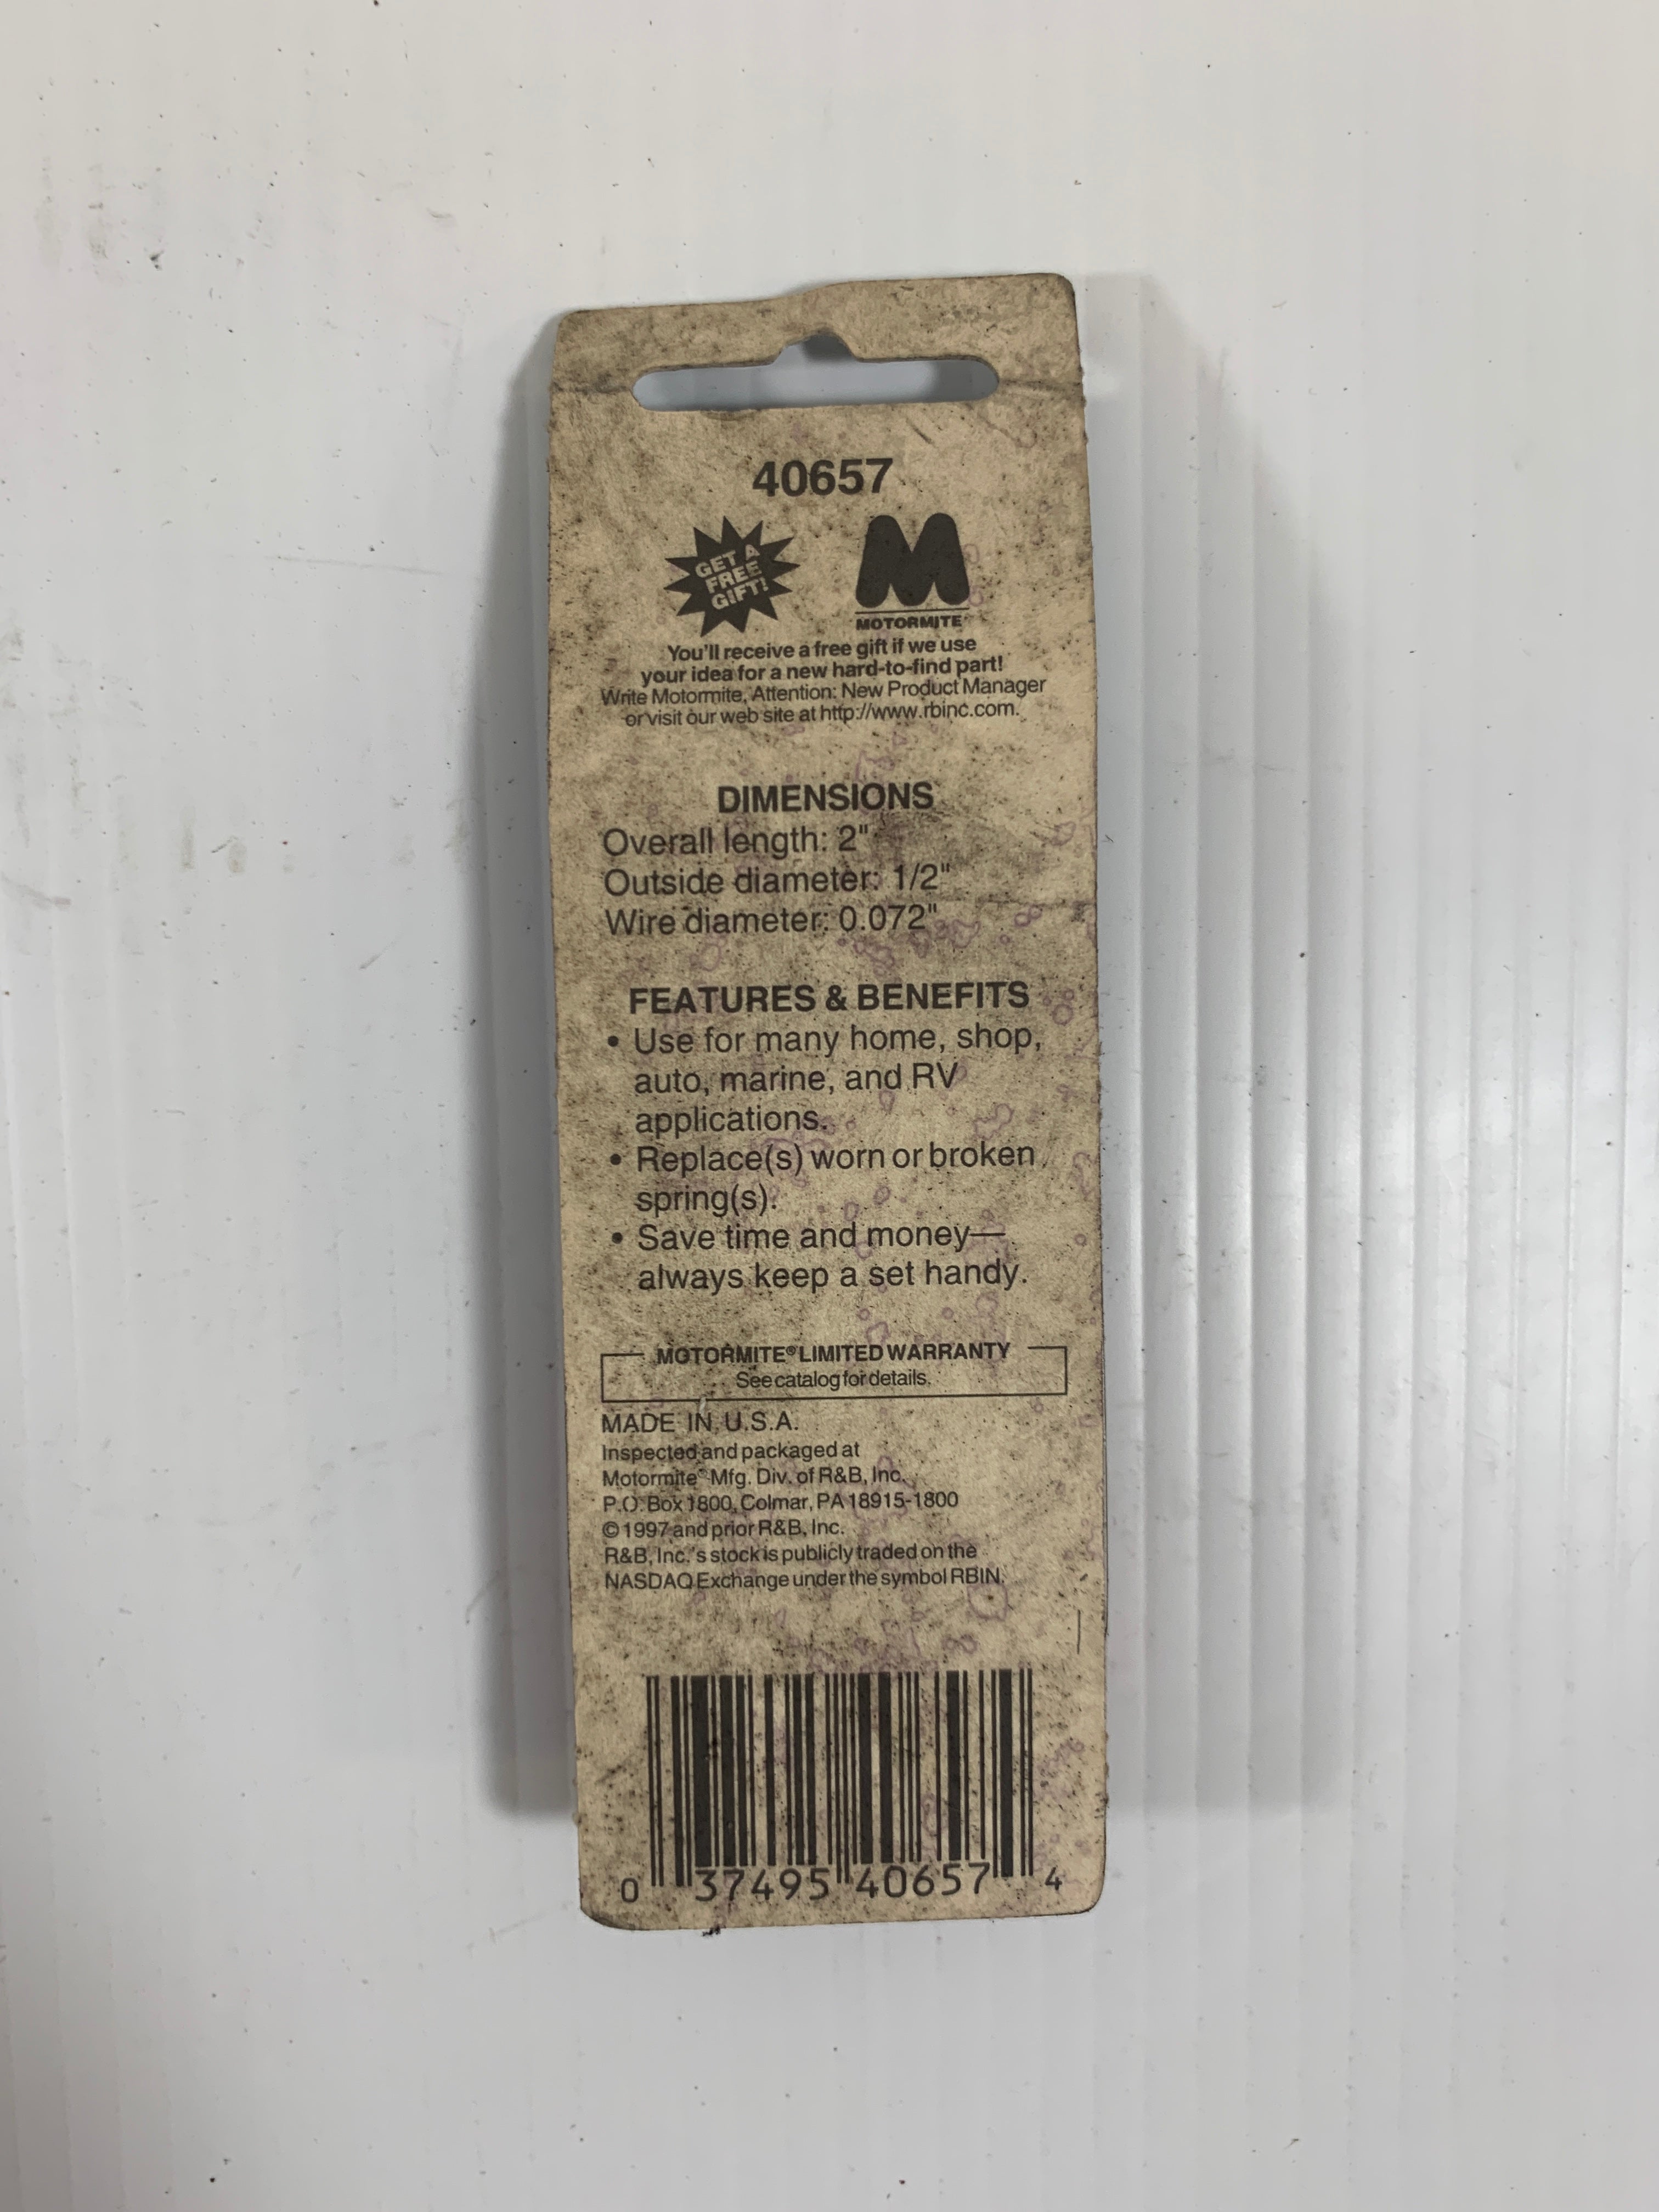 40657
GET A
FREE
GIFT!
M
MOTORMITE
You'll receive a free gift if we use
your idea for a new hard-to-find part!
Write Motormite, Attention: New Product Manager
or visit our web site at http://www.rbinc.com.
DIMENSIONS
Overall length: 2"
Outside diameter: 1/2"
Wire diameter: 0.072"
FEATURES & BENEFITS
• Use for many home, shop,
auto, marine, and RV
applications.
• Replace(s) worn or broken
spring(s).
• Save time and money—
always keep a set handy.
MOTORMITE® LIMITED WARRANTY
See catalog for details.
MADE IN U.S.A.
Inspected and packaged at
Motormite® Mfg. Div. of R&B, Inc.
P.O. Box 1800, Colmar, PA 18915-1800
© 1997 and prior R&B, Inc.
R&B, Inc.'s stock is publicly traded on the
NASDAQ Exchange under the symbol RBIN.
0 37495 40657 4